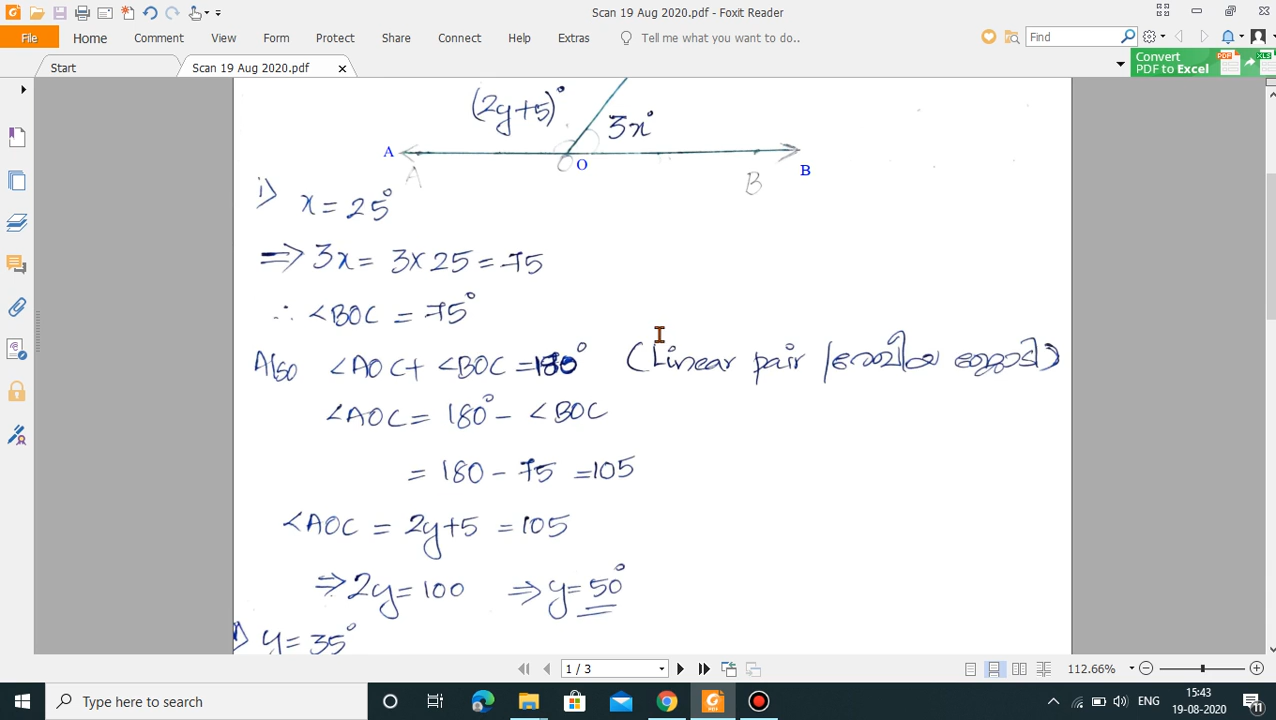 Scan 19 Aug 2020.pdf - Foxit Reader
File Home Comment View Form Protect Share Connect Help Extras Tell me what you want to do.. Find
Start Scan 19 Aug 2020.pdf Convert PDF to Excel
(2y+5)° 3x°
A O B
A O B
i) x = 25°
⇒ 3x = 3×25 = 75
∴ ∠BOC = 75°
Also ∠AOC + ∠BOC = 180° (Linear pair /
∠AOC = 180° - ∠BOC
= 180 - 75 = 105
∠AOC = 2y+5 = 105
⇒ 2y = 100 ⇒ y = 50°
y = 35°
1 / 3 112.66%
Type here to search ENG 15:43
19-08-2020 11